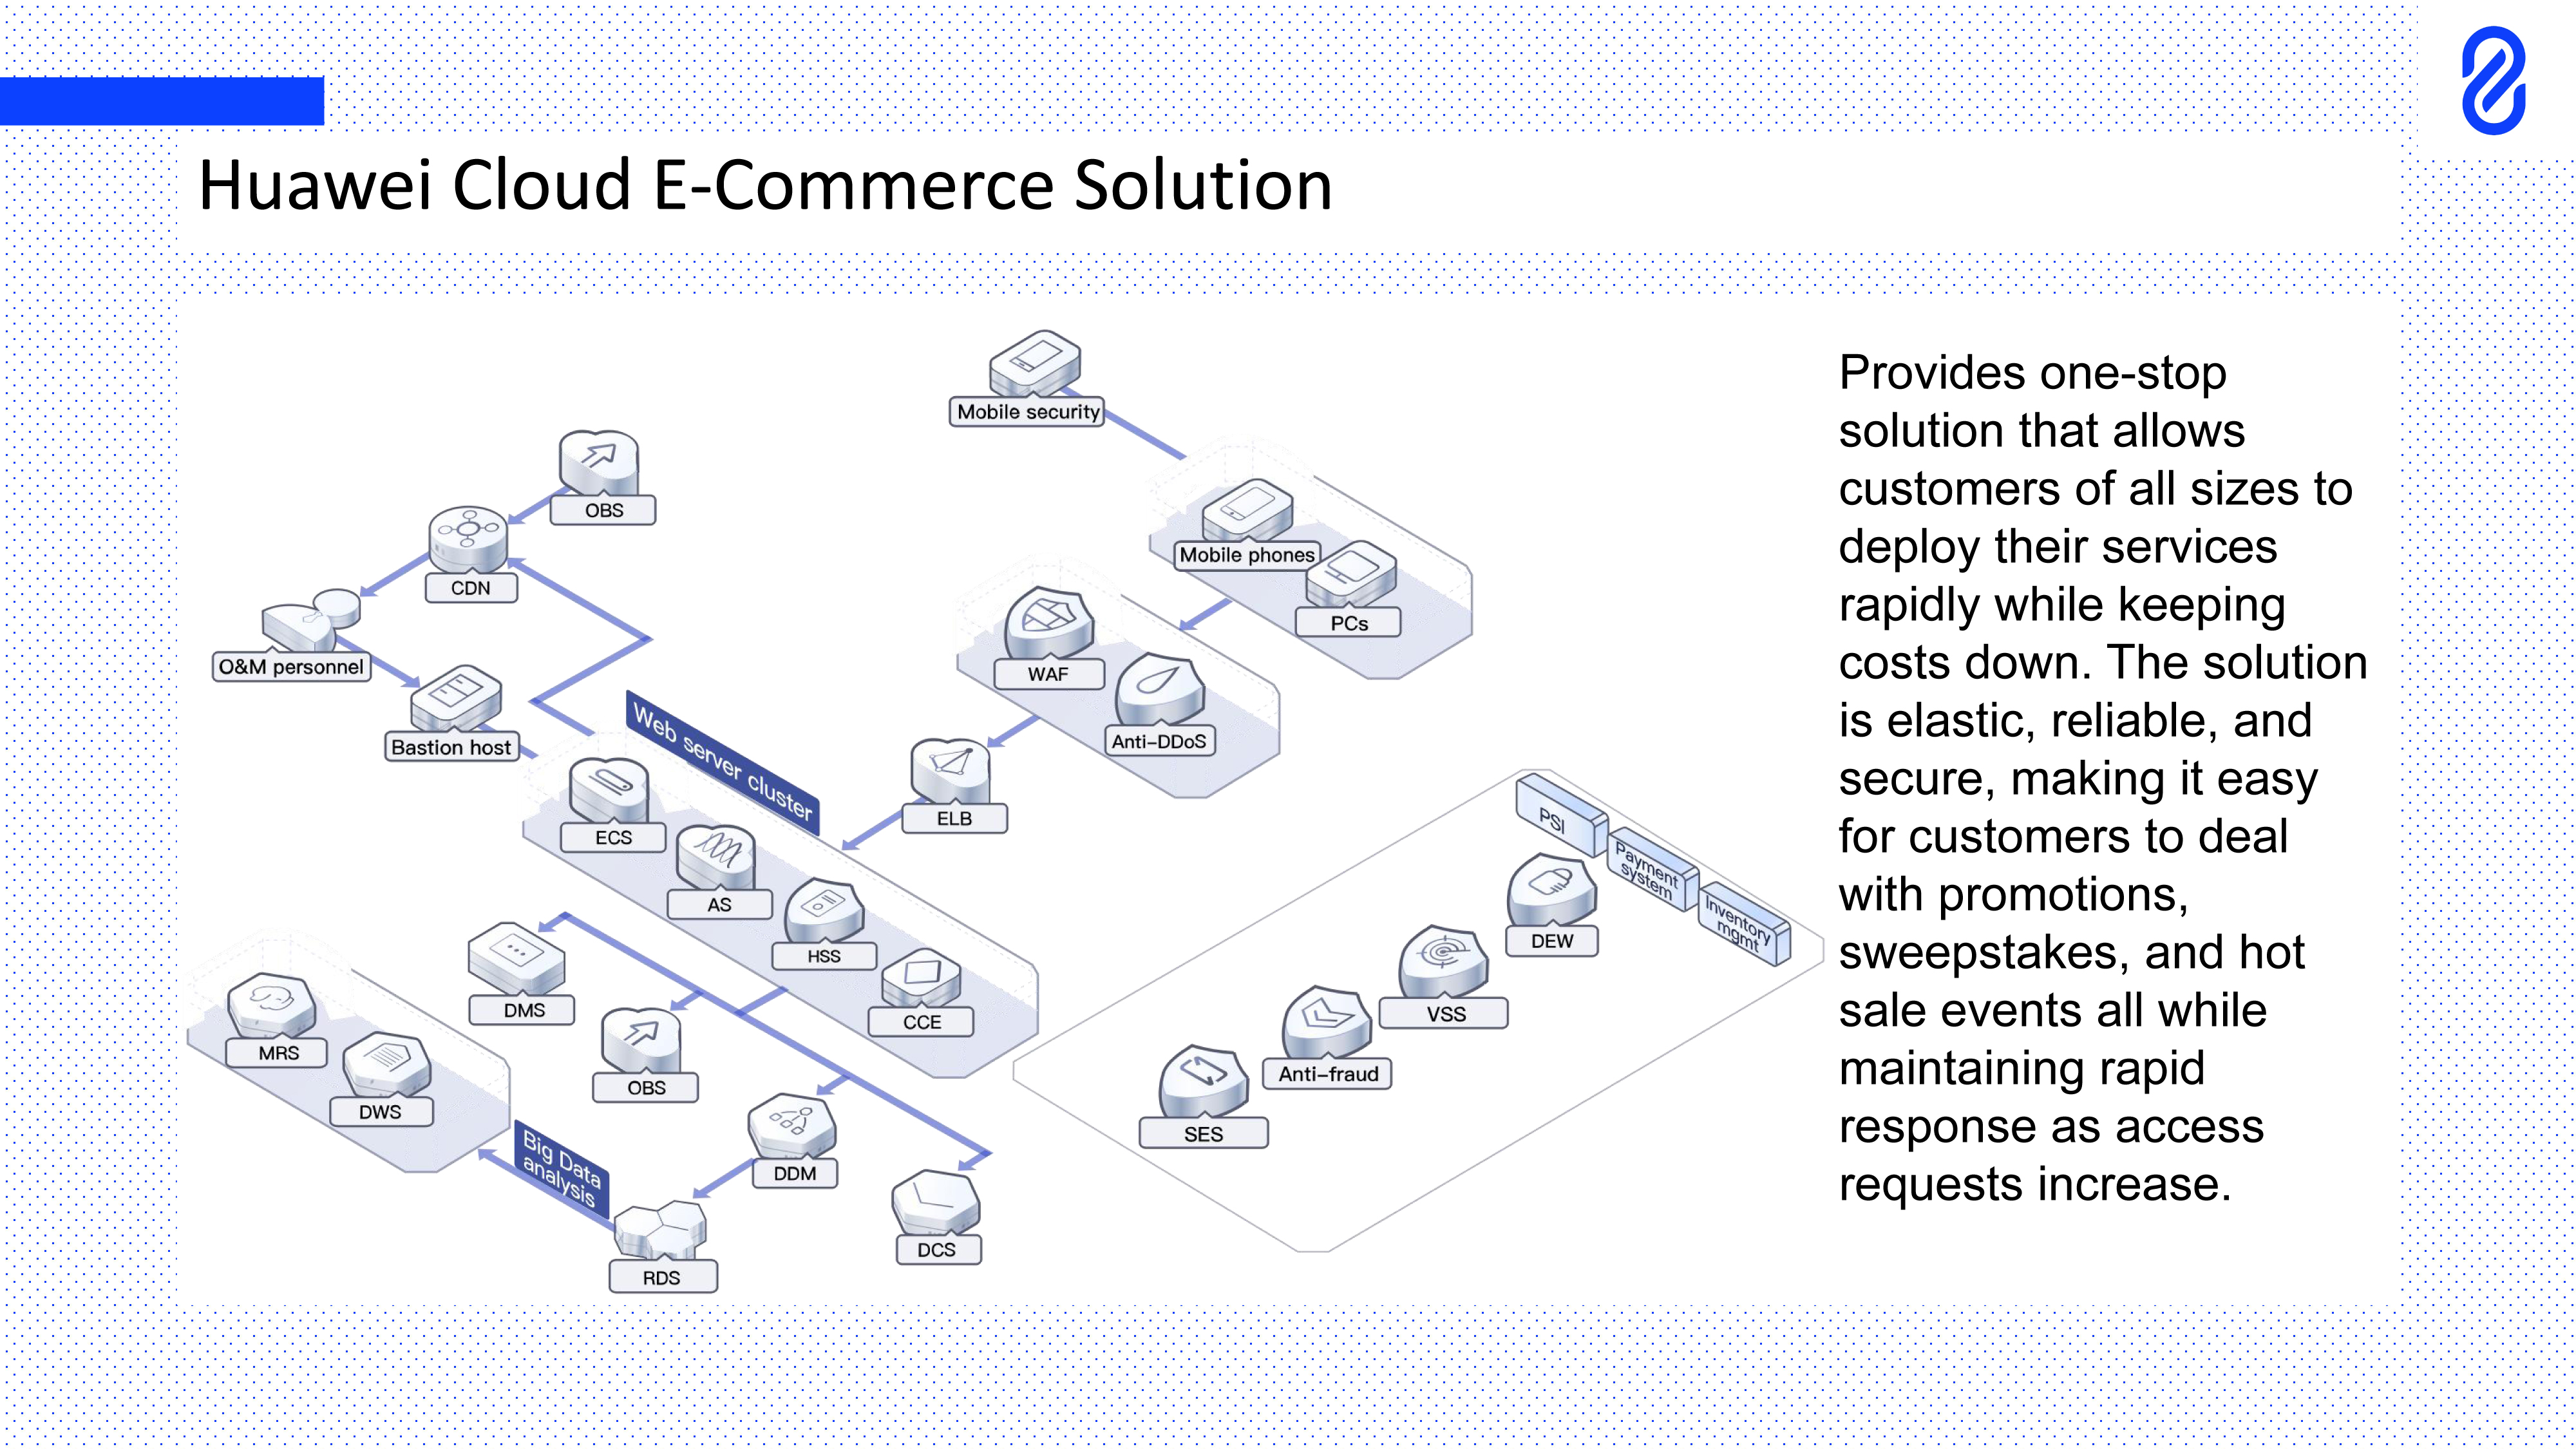 Huawei Cloud E-Commerce Solution
Mobile security
OBS
CDN
Mobile phones
PCs
O&M personnel
WAF
Bastion host
Anti-DDoS
Web server cluster
ELB
ECS
AS
HSS
CCE
DMS
OBS
MRS
DWS
DDM
Big Data
analysis
DCS
RDS
PSI
Payment
system
Inventory
mgmt
DEW
VSS
Anti-fraud
SES
Provides one-stop
solution that allows
customers of all sizes to
deploy their services
rapidly while keeping
costs down. The solution
is elastic, reliable, and
secure, making it easy
for customers to deal
with promotions,
sweepstakes, and hot
sale events all while
maintaining rapid
response as access
requests increase.